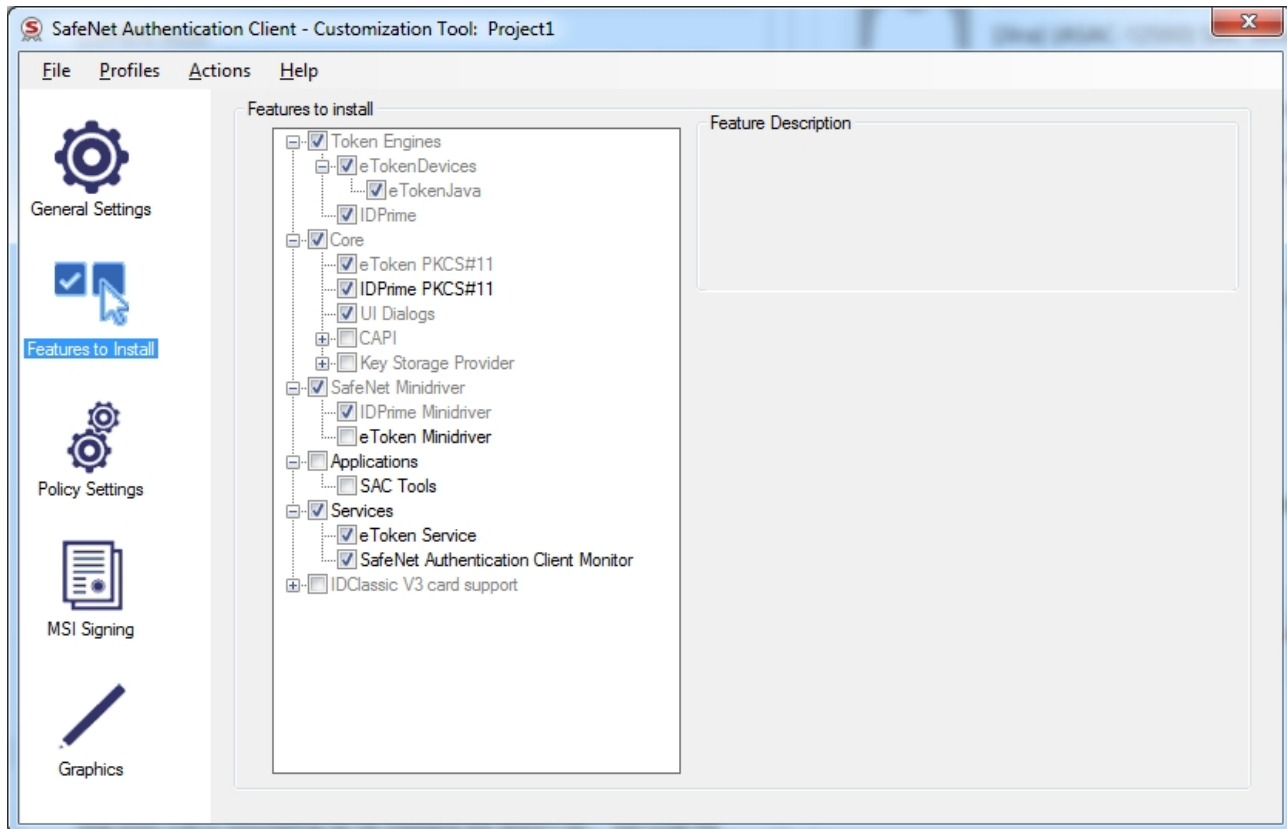 SafeNet Authentication Client - Customization Tool: Project1
File Profiles Actions Help
General Settings
Features to Install
Policy Settings
MSI Signing
Graphics
Features to install
Token Engines
eTokenDevices
eTokenJava
IDPrime
Core
eToken PKCS#11
IDPrime PKCS#11
UI Dialogs
CAPI
Key Storage Provider
SafeNet Minidriver
IDPrime Minidriver
eToken Minidriver
Applications
SAC Tools
Services
eToken Service
SafeNet Authentication Client Monitor
IDClassic V3 card support
Feature Description